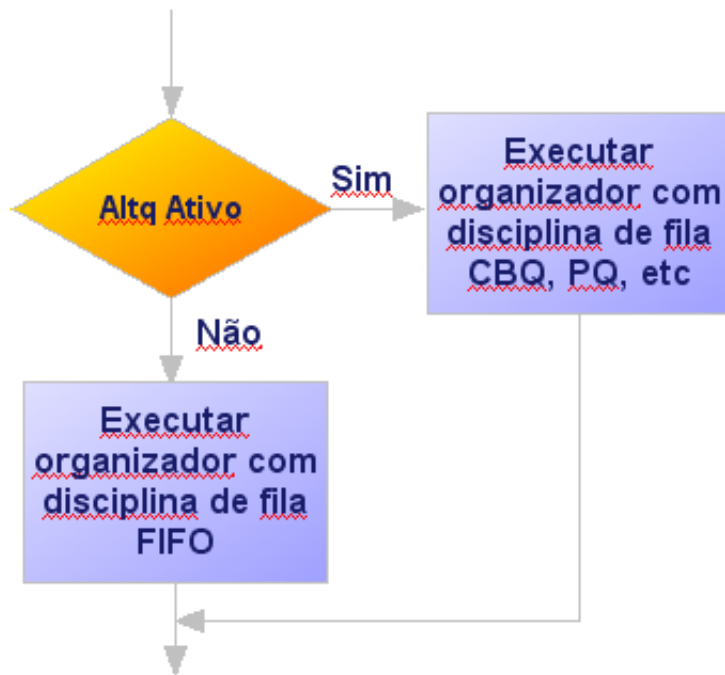 Altq Ativo
Sim
Executar
organizador com
disciplina de fila
CBQ, PQ, etc
Não
Executar
organizador com
disciplina de fila
FIFO